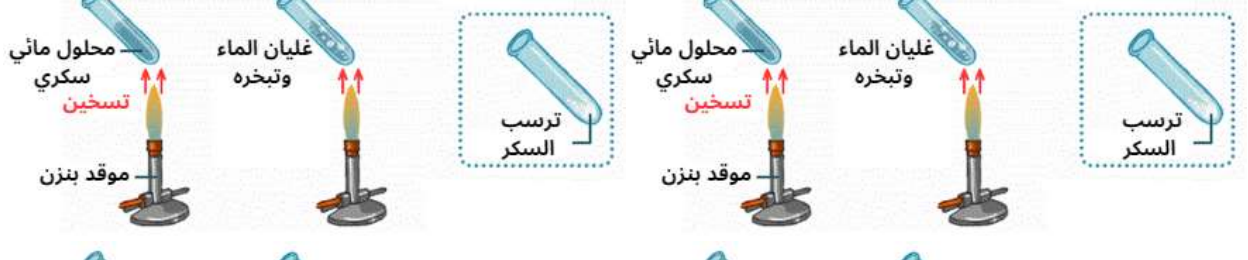 محلول مائي
سكري
تسخين
موقد بنزن
غليان الماء
وتبخره
ترسب
السكر
محلول مائي
سكري
تسخين
موقد بنزن
غليان الماء
وتبخره
ترسب
السكر